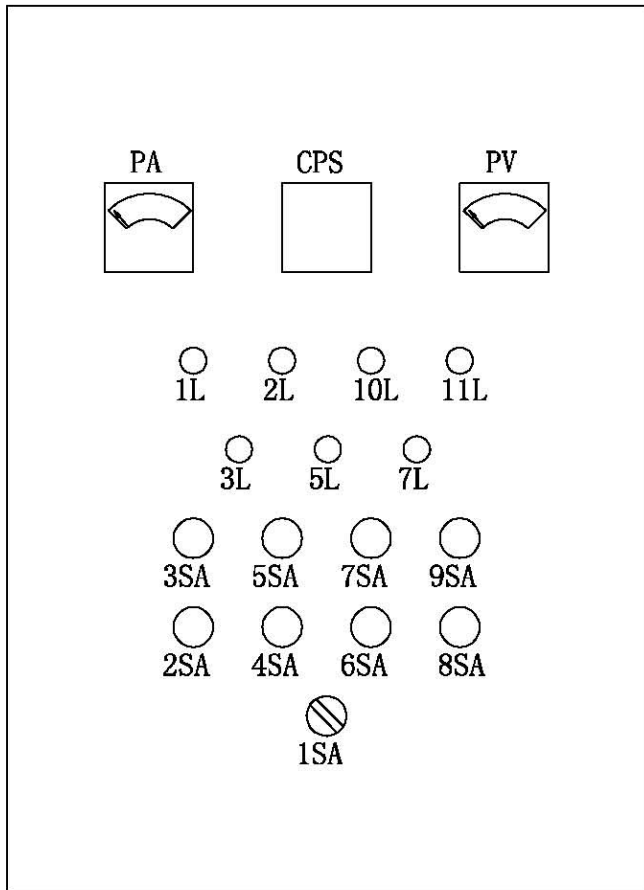 PA CPS PV
1L 2L 10L 11L
3L 5L 7L
3SA 5SA 7SA 9SA
2SA 4SA 6SA 8SA
1SA